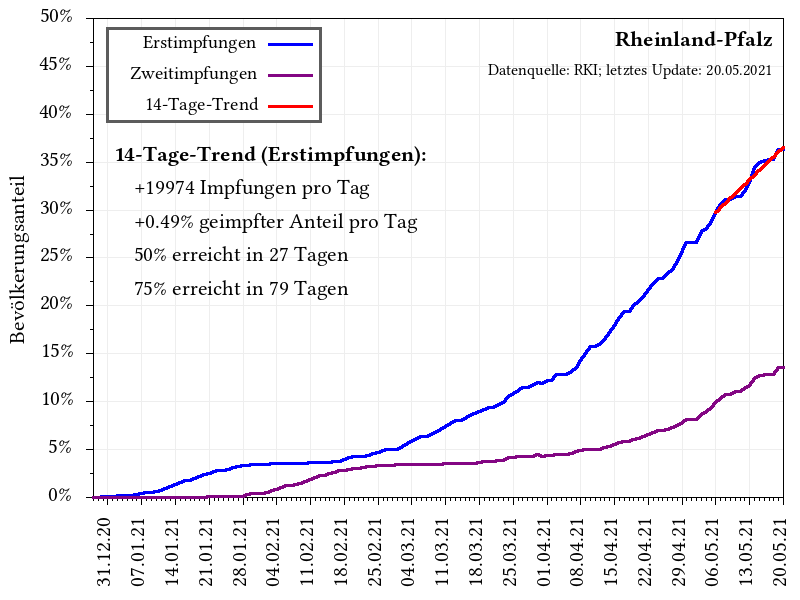 50%
45%
40%
35%
30%
25%
20%
15%
10%
5%
0%
Bevölkerungsanteil
Erstimpfungen
Zweitimpfungen
14-Tage-Trend
Rheinland-Pfalz
Datenquelle: RKI; letztes Update: 20.05.2021
14-Tage-Trend (Erstimpfungen):
+19974 Impfungen pro Tag
+0.49% geimpfter Anteil pro Tag
50% erreicht in 27 Tagen
75% erreicht in 79 Tagen
31.12.20
07.01.21
14.01.21
21.01.21
28.01.21
04.02.21
11.02.21
18.02.21
25.02.21
04.03.21
11.03.21
18.03.21
25.03.21
01.04.21
08.04.21
15.04.21
22.04.21
29.04.21
06.05.21
13.05.21
20.05.21